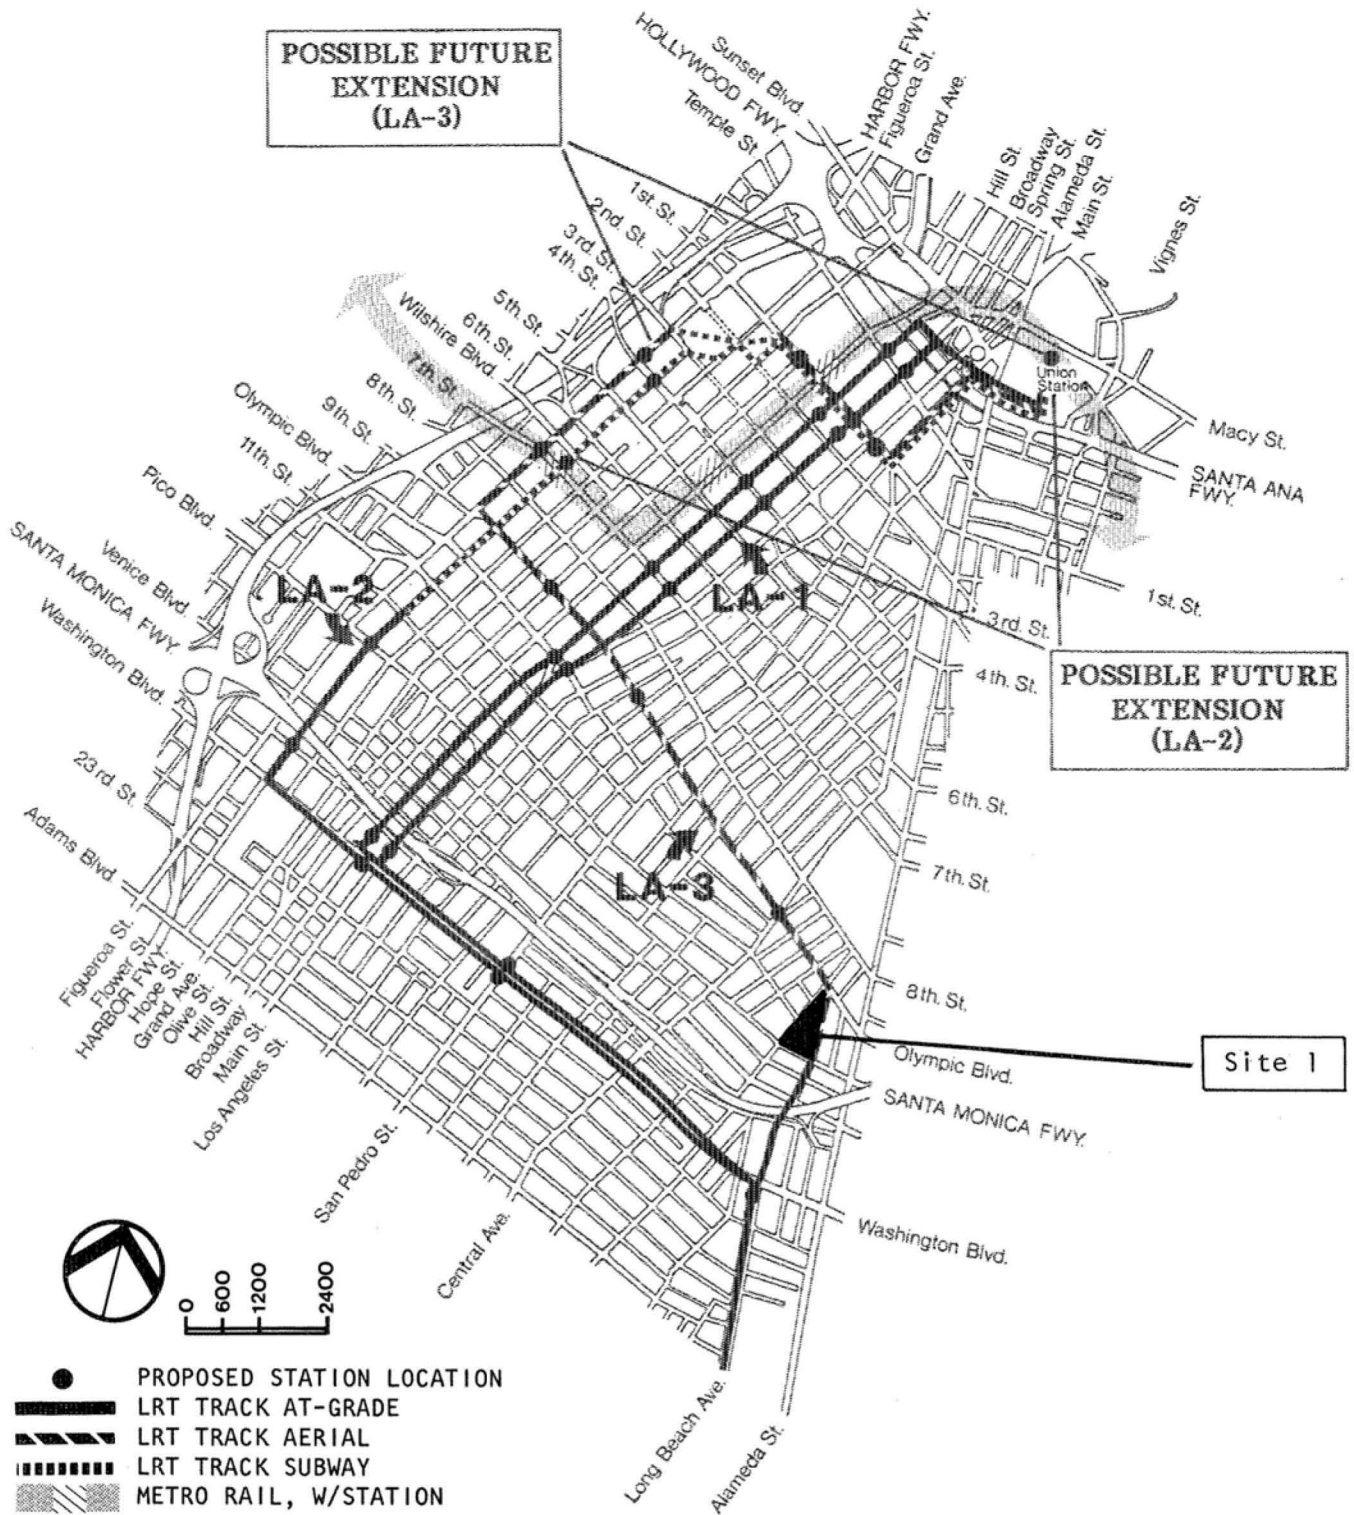 POSSIBLE FUTURE
EXTENSION
(LA-3)
HOLLYWOOD FWY.
Sunset Blvd.
HARBOR FWY.
Figueroa St.
Grand Ave.
Temple St.
Hill St.
Broadway
Spring St.
Alameda St.
Main St.
Vignes St.
1st. St.
2nd. St.
3rd. St.
4th. St.
5th. St.
6th. St.
Wilshire Blvd.
7th. St.
8th. St.
9th. St.
Olympic Blvd.
11th. St.
Pico Blvd.
Venice Blvd.
SANTA MONICA FWY.
Washington Blvd.
23rd. St.
Adams Blvd.
Union
Station
Macy St.
SANTA ANA
FWY.
1st. St.
3rd. St.
4th. St.
LA-2
LA-1
POSSIBLE FUTURE
EXTENSION
(LA-2)
6th. St.
7th. St.
LA-3
8th. St.
Olympic Blvd.
Site 1
SANTA MONICA FWY.
Washington Blvd.
Figueroa St.
Flower St.
HARBOR FWY.
Hope St.
Grand Ave.
Olive St.
Hill St.
Broadway
Main St.
Los Angeles St.
San Pedro St.
Central Ave.
Long Beach Ave.
Alameda St.
0 600 1200 2400
PROPOSED STATION LOCATION
LRT TRACK AT-GRADE
LRT TRACK AERIAL
LRT TRACK SUBWAY
METRO RAIL, W/STATION